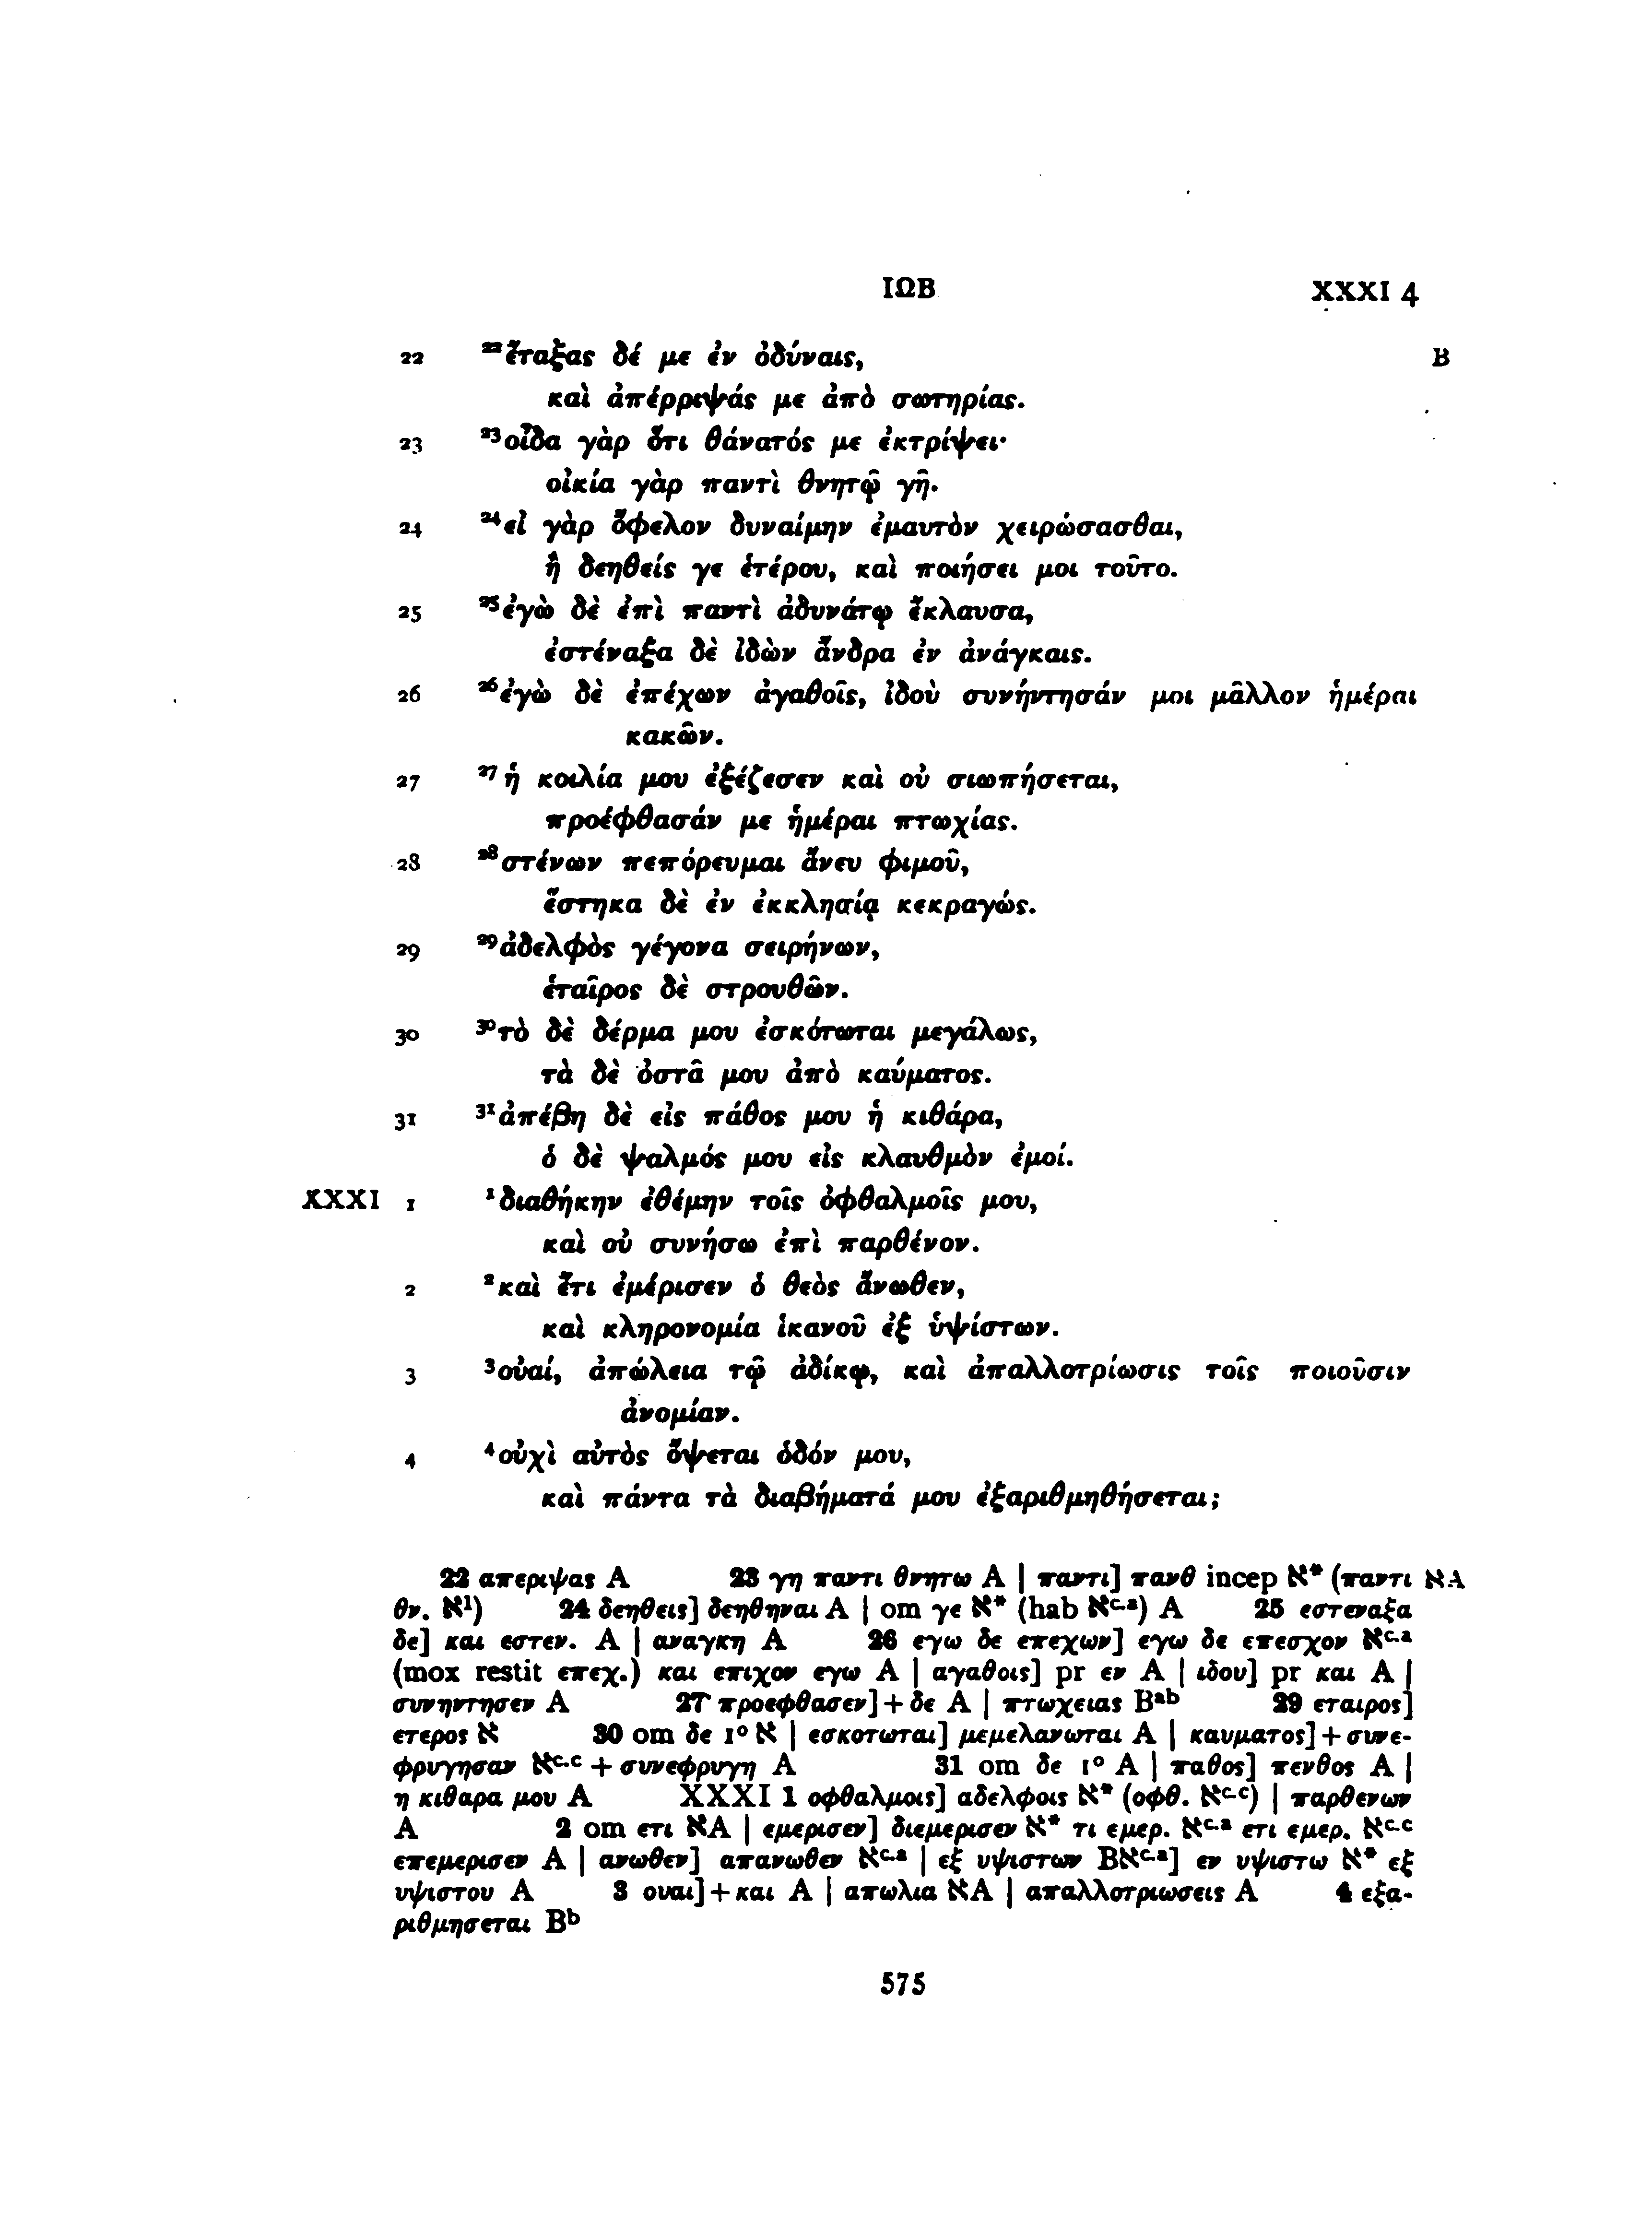 ΙΩΒ XXXI 4
22 ²²ἔταξας δέ με ἐν ὀδύναις, B
καὶ ἀπέρριψάς με ἀπὸ σωτηρίας.
23 ²³οἶδα γὰρ ὅτι θάνατός με ἐκτρίψει·
οἰκία γὰρ παντὶ θνητῷ γῆ.
24 ²⁴εἰ γὰρ ὄφελον δυναίμην ἐμαυτὸν χειρώσασθαι,
ἢ δεηθείς γε ἑτέρου, καὶ ποιήσει μοι τοῦτο.
25 ²⁵ἐγὼ δὲ ἐπὶ παντὶ ἀδυνάτῳ ἔκλαυσα,
ἐστέναξα δὲ ἰδὼν ἄνδρα ἐν ἀνάγκαις.
26 ²⁶ἐγὼ δὲ ἐπέχων ἀγαθοῖς, ἰδοὺ συνήντησάν μοι μᾶλλον ἡμέραι
κακῶν.
27 ²⁷ἡ κοιλία μου ἐξέζεσεν καὶ οὐ σιωπήσεται,
προέφθασάν με ἡμέραι πτωχίας.
28 ²⁸στένων πεπόρευμαι ἄνευ φιμοῦ,
ἕστηκα δὲ ἐν ἐκκλησίᾳ κεκραγώς.
29 ²⁹ἀδελφὸς γέγονα σειρήνων,
ἑταῖρος δὲ στρουθῶν.
30 ³⁰τὸ δὲ δέρμα μου ἐσκότωται μεγάλως,
τὰ δὲ ὀστᾶ μου ἀπὸ καύματος.
31 ³¹ἀπέβη δὲ εἰς πάθος μου ἡ κιθάρα,
ὁ δὲ ψαλμός μου εἰς κλαυθμὸν ἐμοί.
XXXI 1 ¹διαθήκην ἐθέμην τοῖς ὀφθαλμοῖς μου,
καὶ οὐ συνήσω ἐπὶ παρθένον.
2 ²καὶ ἔτι ἐμέρισεν ὁ θεὸς ἄνωθεν,
καὶ κληρονομία ἱκανοῦ ἐξ ὑψίστων.
3 ³οὐαί, ἀπώλεια τῷ ἀδίκῳ, καὶ ἀπαλλοτρίωσις τοῖς ποιοῦσιν
ἀνομίαν.
4 ⁴οὐχὶ αὐτὸς ὄψεται ὁδόν μου,
καὶ πάντα τὰ διαβήματά μου ἐξαριθμηθήσεται;
22 απεριψας A 23 γη παντι θνητω A | παντι] πανθ incep ℵ* (παντι ℵA
θν. ℵ¹) 24 δεηθεις] δεηθηναι A | om γε ℵ* (hab ℵᶜ·ᵃ) A 25 εστεναξα
δε] και εστεν. A | αναγκη A 26 εγω δε επεχων] εγω δε επεσχον ℵᶜ·ᵃ
(mox restit επεχ.) και επιχον εγω A | αγαθοις] pr εν A | ιδου] pr και A |
συνηντησεν A 27 προεφθασεν]+δε A | πτωχειας Bᵃᵇ 29 εταιρος]
ετερος ℵ 30 om δε 1° ℵ | εσκοτωται] μεμελανωται A | καυματος]+συνε-
φρυγησαν ℵᶜ·ᶜ +συνεφρυγη A 31 om δε 1° A | παθος] πενθος A |
η κιθαρα μου A XXXI 1 οφθαλμοις] αδελφοις ℵ* (οφθ. ℵᶜ·ᶜ) | παρθενων
A 2 om ετι ℵA | εμερισεν] διεμερισεν ℵ* τι εμερ. ℵᶜ·ᵃ ετι εμερ. ℵᶜ·ᶜ
επεμερισεν A | ανωθεν] απανωθεν ℵᶜ·ᵃ | εξ υψιστων Bℵᶜ·ᵃ] εν υψιστω ℵ* εξ
υψιστου A 3 ουαι]+και A | απωλια ℵA | απαλλοτριωσεις A 4 εξα-
ριθμησεται Bᵇ
575